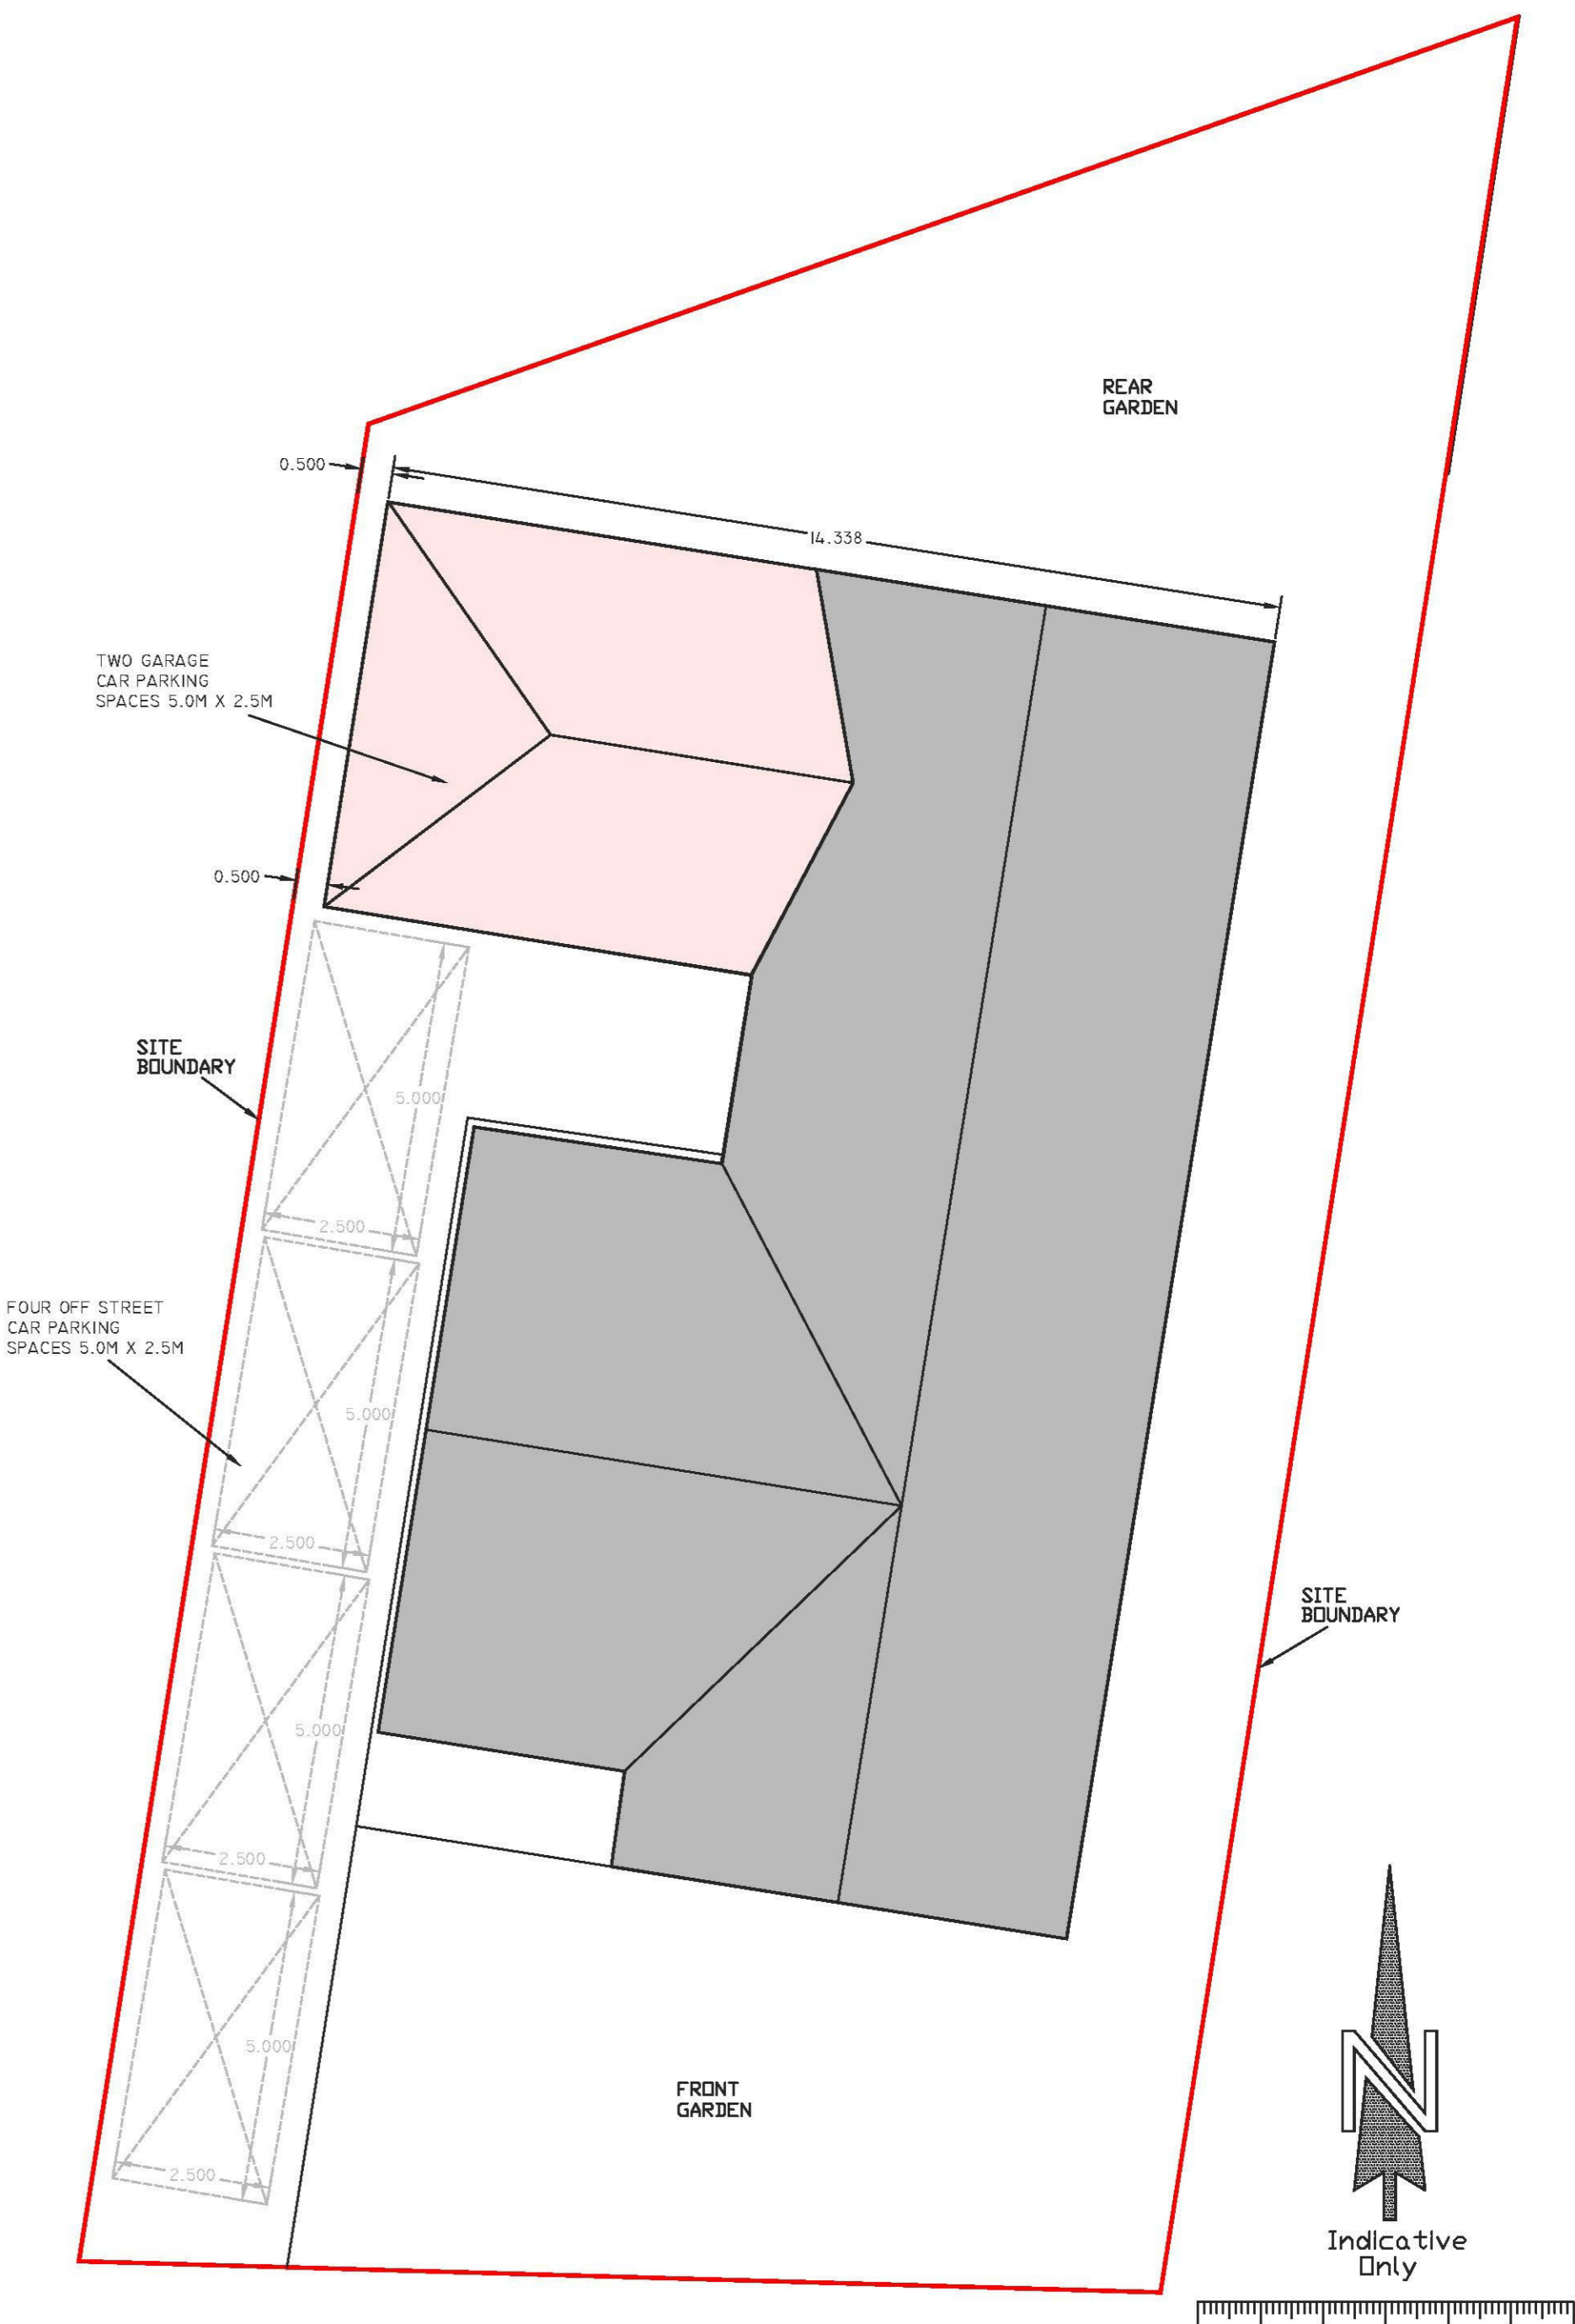 REAR
GARDEN
0.500
14.338
TWO GARAGE
CAR PARKING
SPACES 5.0M X 2.5M
0.500
SITE
BOUNDARY
5.000
2.500
FOUR OFF STREET
CAR PARKING
SPACES 5.0M X 2.5M
5.000
2.500
SITE
BOUNDARY
5.000
2.500
5.000
FRONT
GARDEN
2.500
N
Indicative
Only